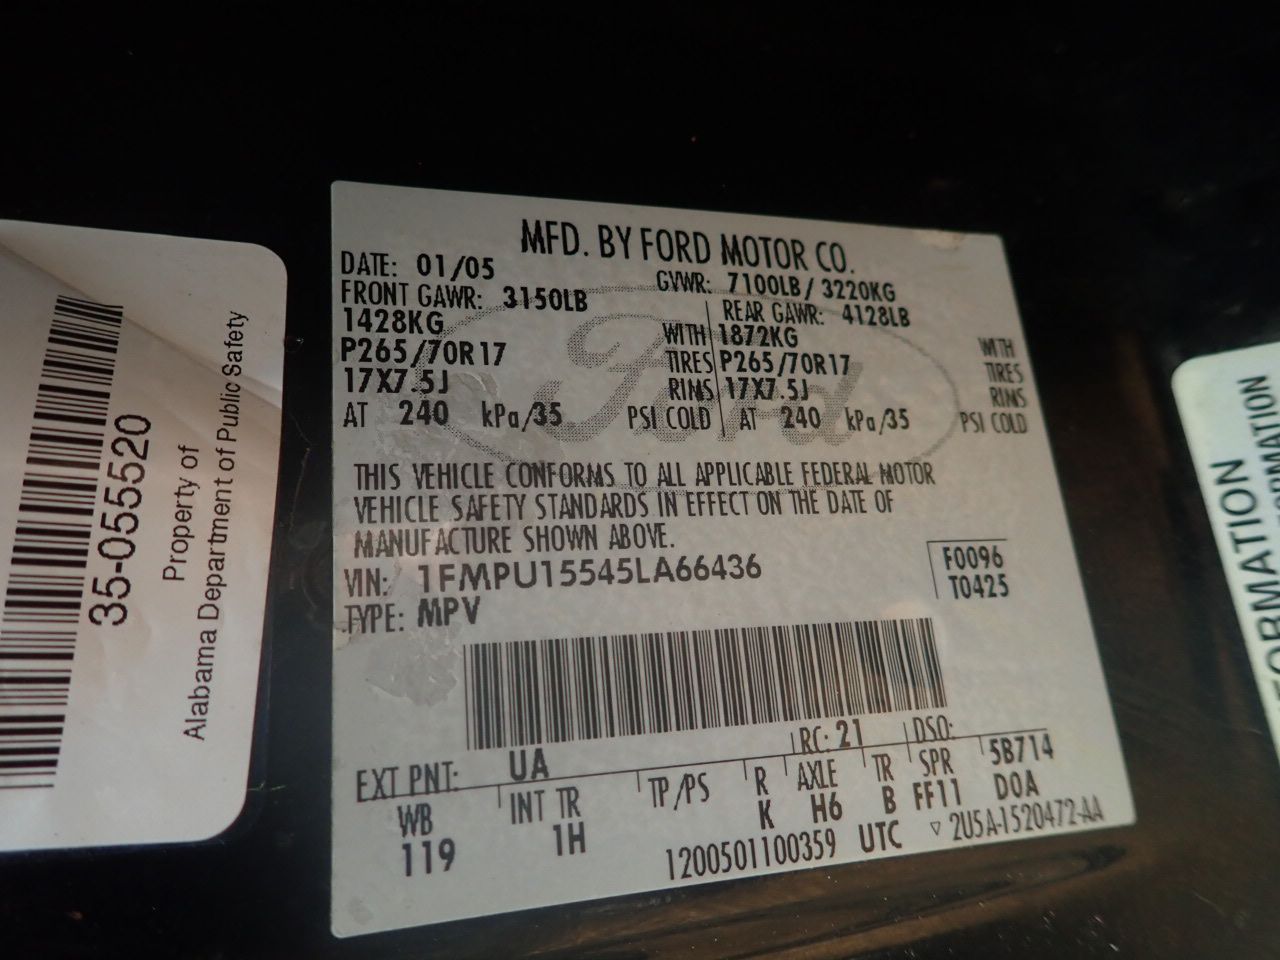 35-055520
Property of
Alabama Department of Public Safety
MFD. BY FORD MOTOR CO.
DATE: 01/05 GVWR: 7100LB / 3220KG
FRONT GAWR: 3150LB REAR GAWR: 4128LB
1428KG WITH 1872KG WITH
P265/70R17 TIRES P265/70R17 TIRES
17X7.5J RIMS 17X7.5J RIMS
AT 240 kPa/35 PSI COLD AT 240 kPa/35 PSI COLD
Ford
THIS VEHICLE CONFORMS TO ALL APPLICABLE FEDERAL MOTOR
VEHICLE SAFETY STANDARDS IN EFFECT ON THE DATE OF
MANUFACTURE SHOWN ABOVE.
VIN: 1FMPU15545LA66436 F0096
TYPE: MPV T0425
EXT PNT: UA RC: 21 DSO: 5B714
WB INT TR TP/PS R AXLE TR SPR
119 1H K H6 B FF11 DOA
1200501100359 UTC ▽ 2U5A-1520472-AA